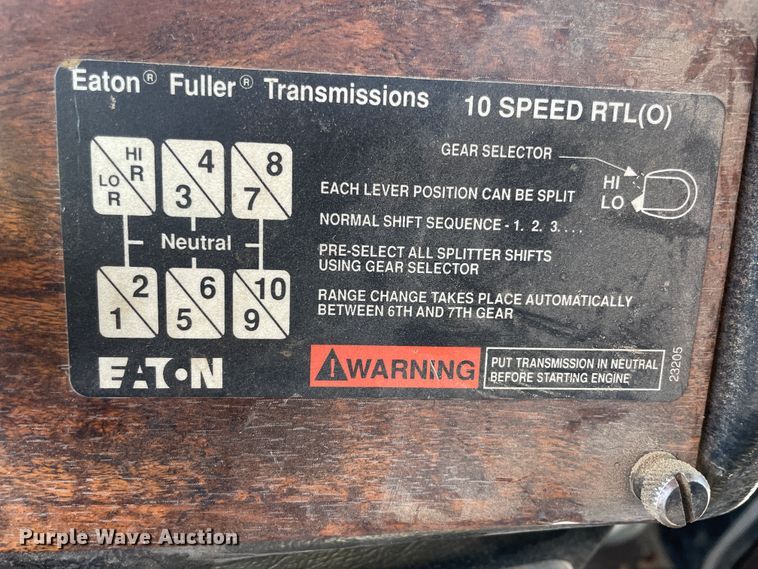 Eaton® Fuller® Transmissions 10 SPEED RTL(O)
GEAR SELECTOR
HI
LO
HI
R
LO
R
4
3
8
7
EACH LEVER POSITION CAN BE SPLIT
NORMAL SHIFT SEQUENCE - 1. 2. 3. . . .
Neutral
PRE-SELECT ALL SPLITTER SHIFTS
USING GEAR SELECTOR
2
1
6
5
10
9
RANGE CHANGE TAKES PLACE AUTOMATICALLY
BETWEEN 6TH AND 7TH GEAR
EATON
WARNING
PUT TRANSMISSION IN NEUTRAL
BEFORE STARTING ENGINE
23205
Purple Wave Auction